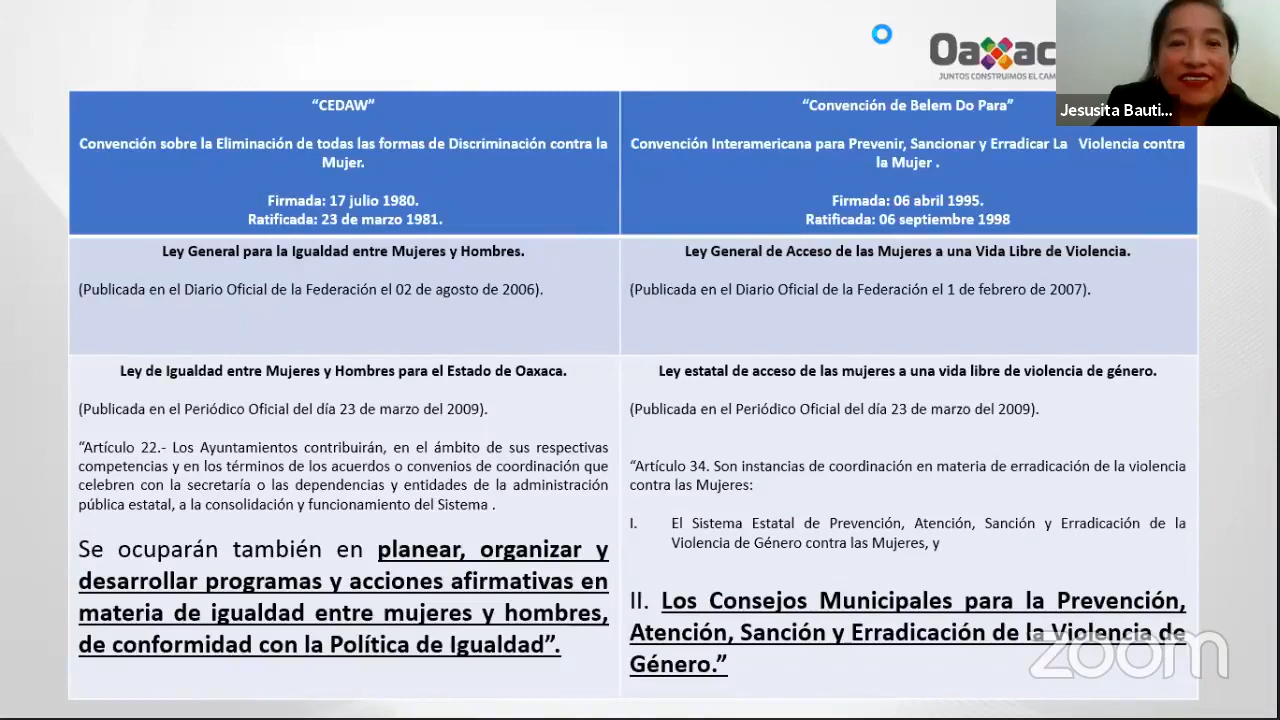 Oaxac
JUNTOS CONSTRUIMOS EL CAM
Jesusita Bauti...
“CEDAW”
Convención sobre la Eliminación de todas las formas de Discriminación contra la
Mujer.
Firmada: 17 julio 1980.
Ratificada: 23 de marzo 1981.
“Convención de Belem Do Para”
Convención Interamericana para Prevenir, Sancionar y Erradicar La Violencia contra
la Mujer .
Firmada: 06 abril 1995.
Ratificada: 06 septiembre 1998
Ley General para la Igualdad entre Mujeres y Hombres.
(Publicada en el Diario Oficial de la Federación el 02 de agosto de 2006).
Ley General de Acceso de las Mujeres a una Vida Libre de Violencia.
(Publicada en el Diario Oficial de la Federación el 1 de febrero de 2007).
Ley de Igualdad entre Mujeres y Hombres para el Estado de Oaxaca.
(Publicada en el Periódico Oficial del día 23 de marzo del 2009).
“Artículo 22.- Los Ayuntamientos contribuirán, en el ámbito de sus respectivas
competencias y en los términos de los acuerdos o convenios de coordinación que
celebren con la secretaría o las dependencias y entidades de la administración
pública estatal, a la consolidación y funcionamiento del Sistema .
Se ocuparán también en planear, organizar y
desarrollar programas y acciones afirmativas en
materia de igualdad entre mujeres y hombres,
de conformidad con la Política de Igualdad”.
Ley estatal de acceso de las mujeres a una vida libre de violencia de género.
(Publicada en el Periódico Oficial del día 23 de marzo del 2009).
“Artículo 34. Son instancias de coordinación en materia de erradicación de la violencia
contra las Mujeres:
I. El Sistema Estatal de Prevención, Atención, Sanción y Erradicación de la
Violencia de Género contra las Mujeres, y
II. Los Consejos Municipales para la Prevención,
Atención, Sanción y Erradicación de la Violencia de
Género.”
zoom